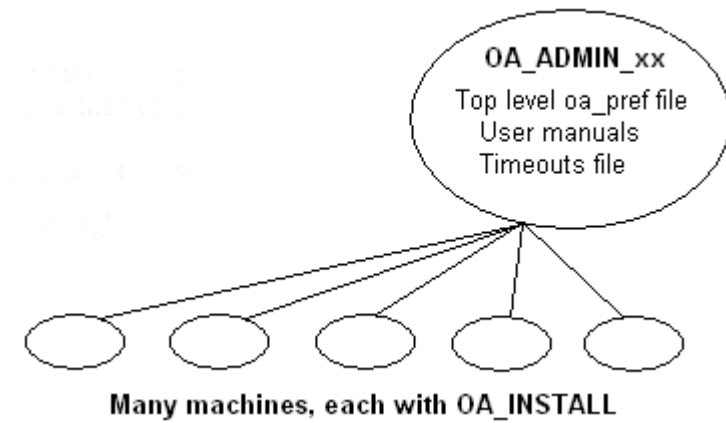 OA_ADMIN_xx
Top level oa_pref file
User manuals
Timeouts file
Many machines, each with OA_INSTALL